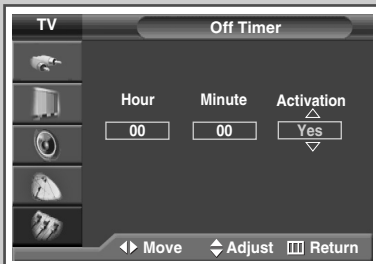 TV Off Timer
Hour Minute Activation
00 00 Yes
Move Adjust Return